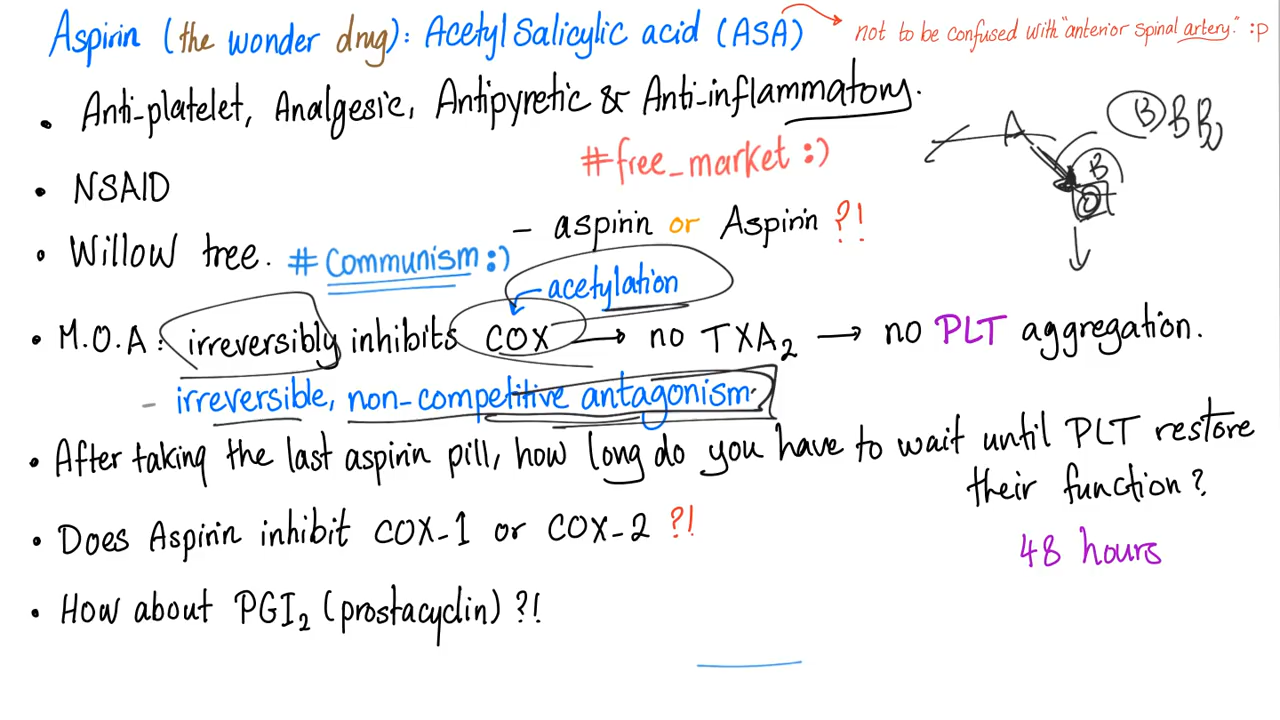 Aspirin (the wonder drug): Acetyl Salicylic acid (ASA)
not to be confused with "anterior spinal artery." :p
• Anti-platelet, Analgesic, Antipyretic & Anti-inflammatory.
A
B B B
B
#free_market :)
• NSAID
- aspirin or Aspirin ?!
• Willow tree. #Communism :)
acetylation
• M.O.A: irreversibly inhibits COX → no TXA2 → no PLT aggregation.
- irreversible, non-competitive antagonism.
• After taking the last aspirin pill, how long do you have to wait until PLT restore
their function?
• Does Aspirin inhibit COX-1 or COX-2 ?!
48 hours
• How about PGI2 (prostacyclin) ?!